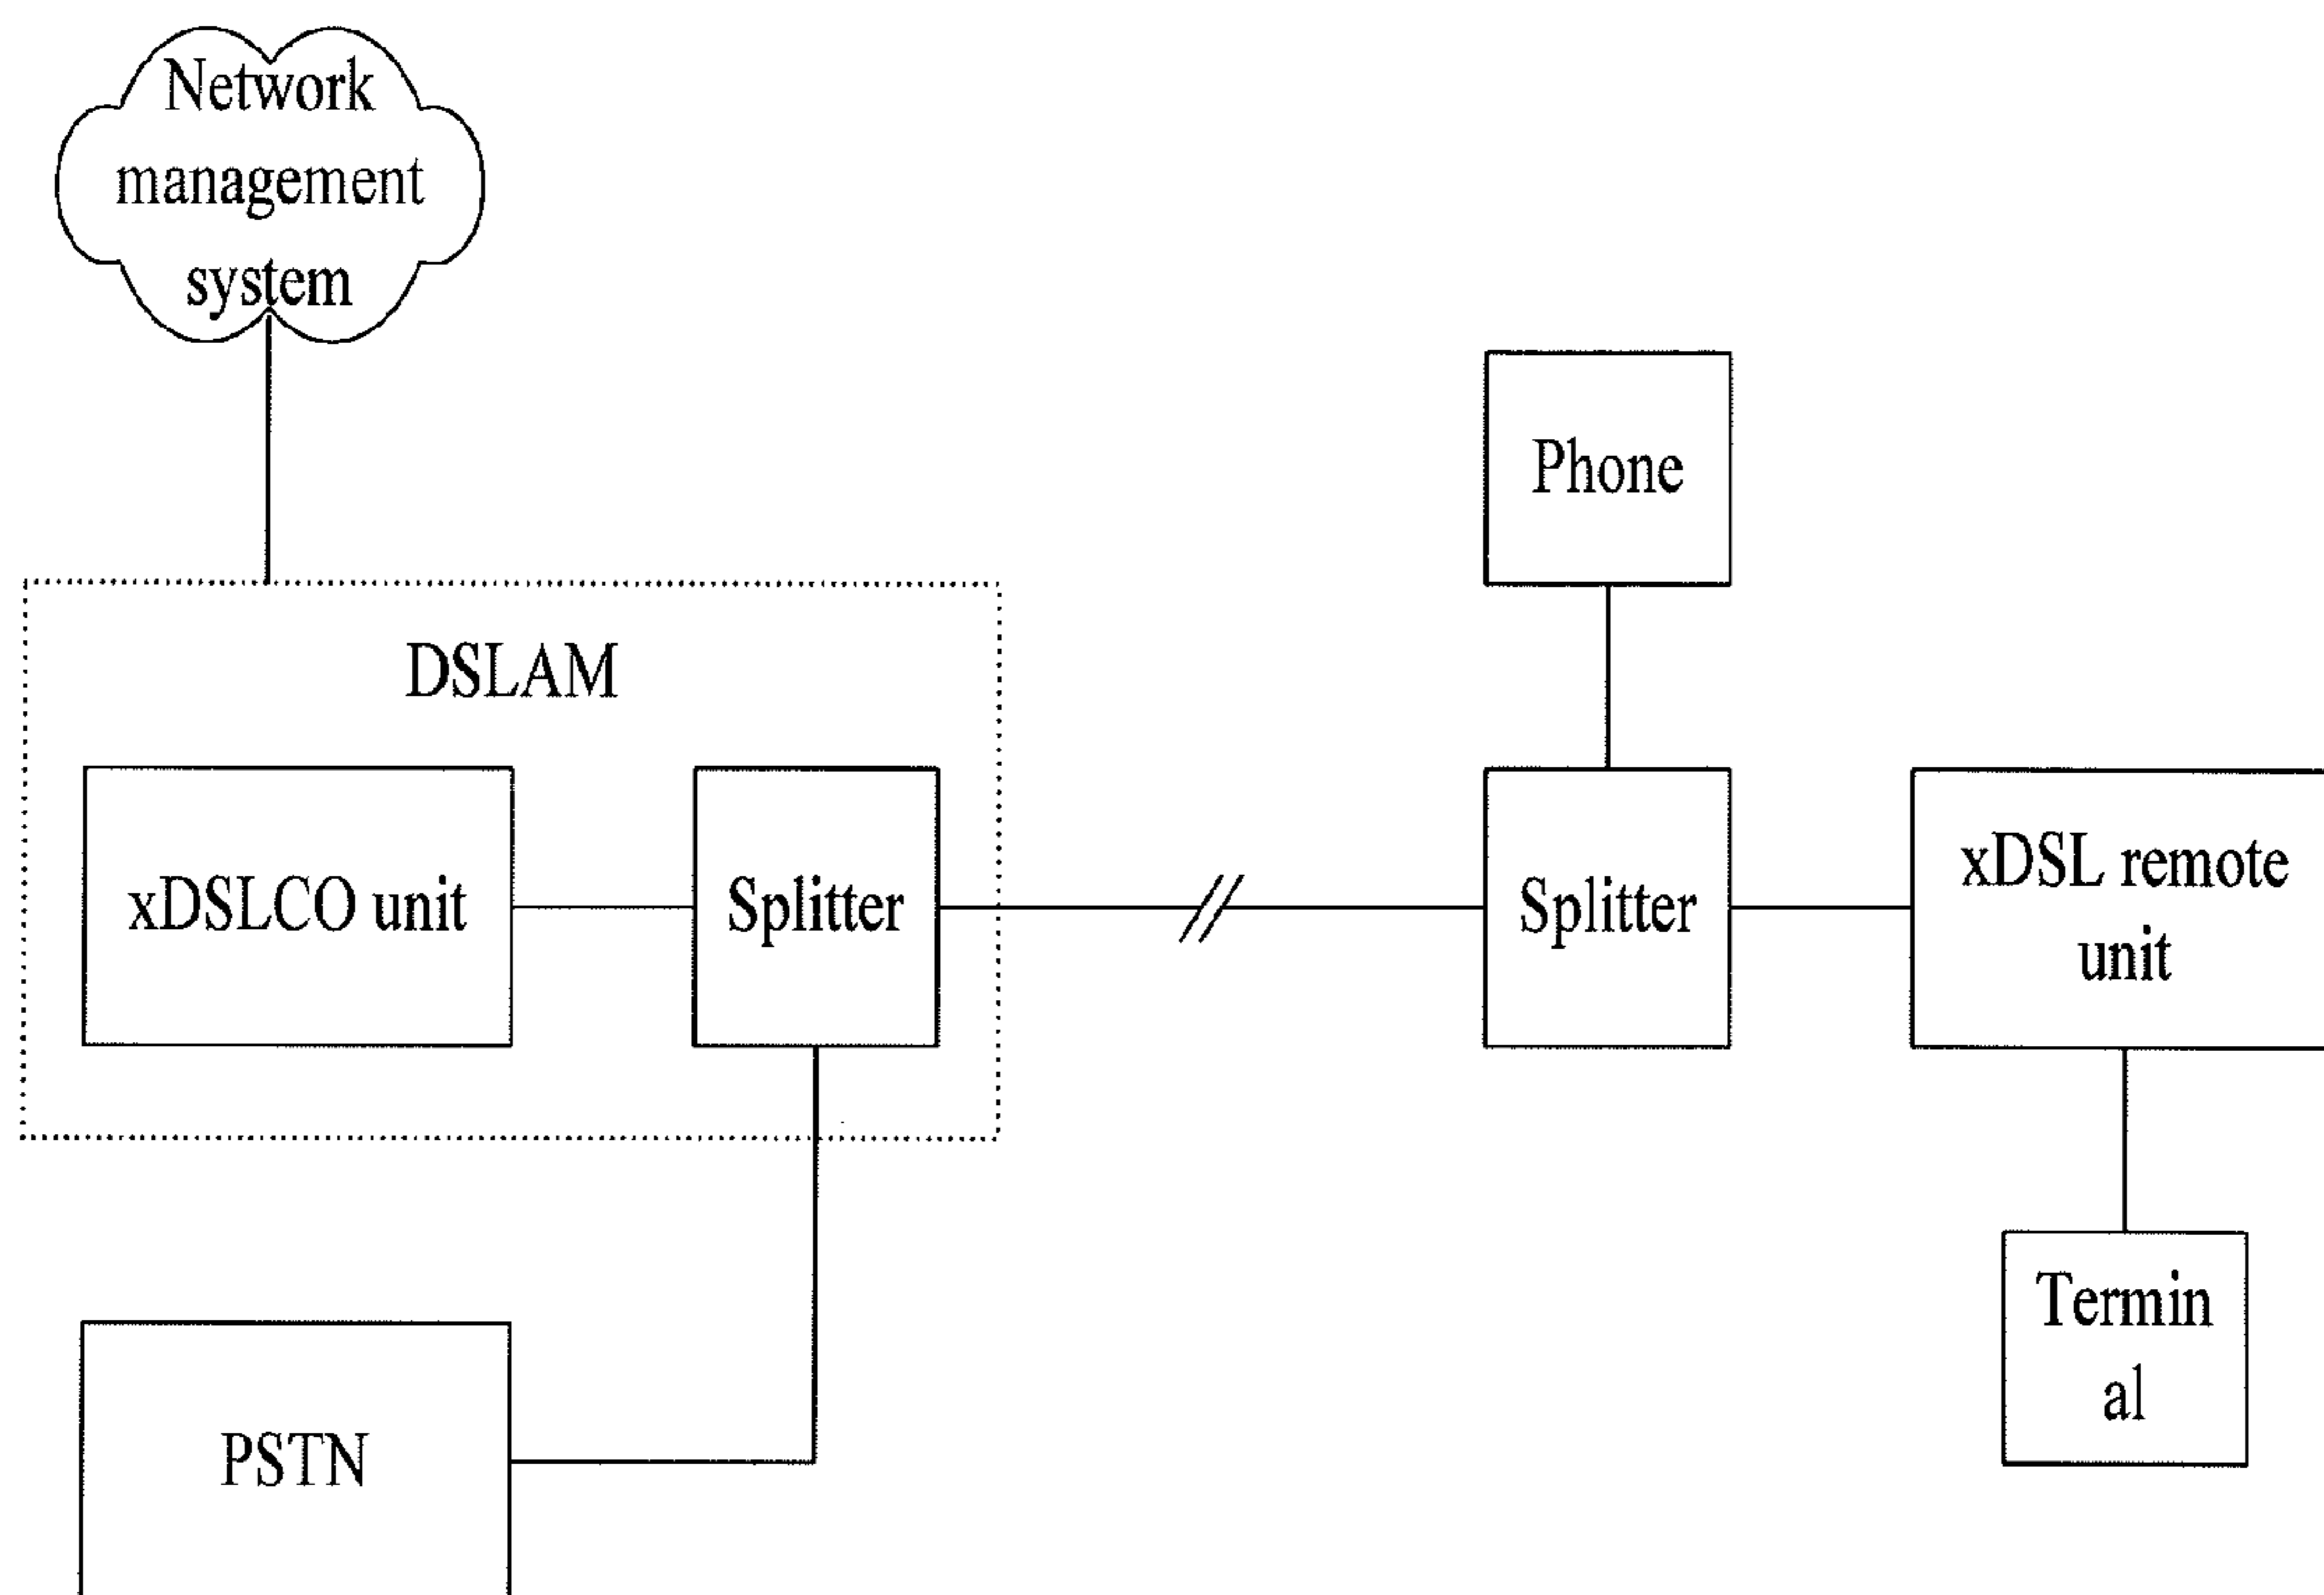 Network
management
system
Phone
DSLAM
xDSLCO unit
Splitter
Splitter
xDSL remote
unit
Termin
al
PSTN